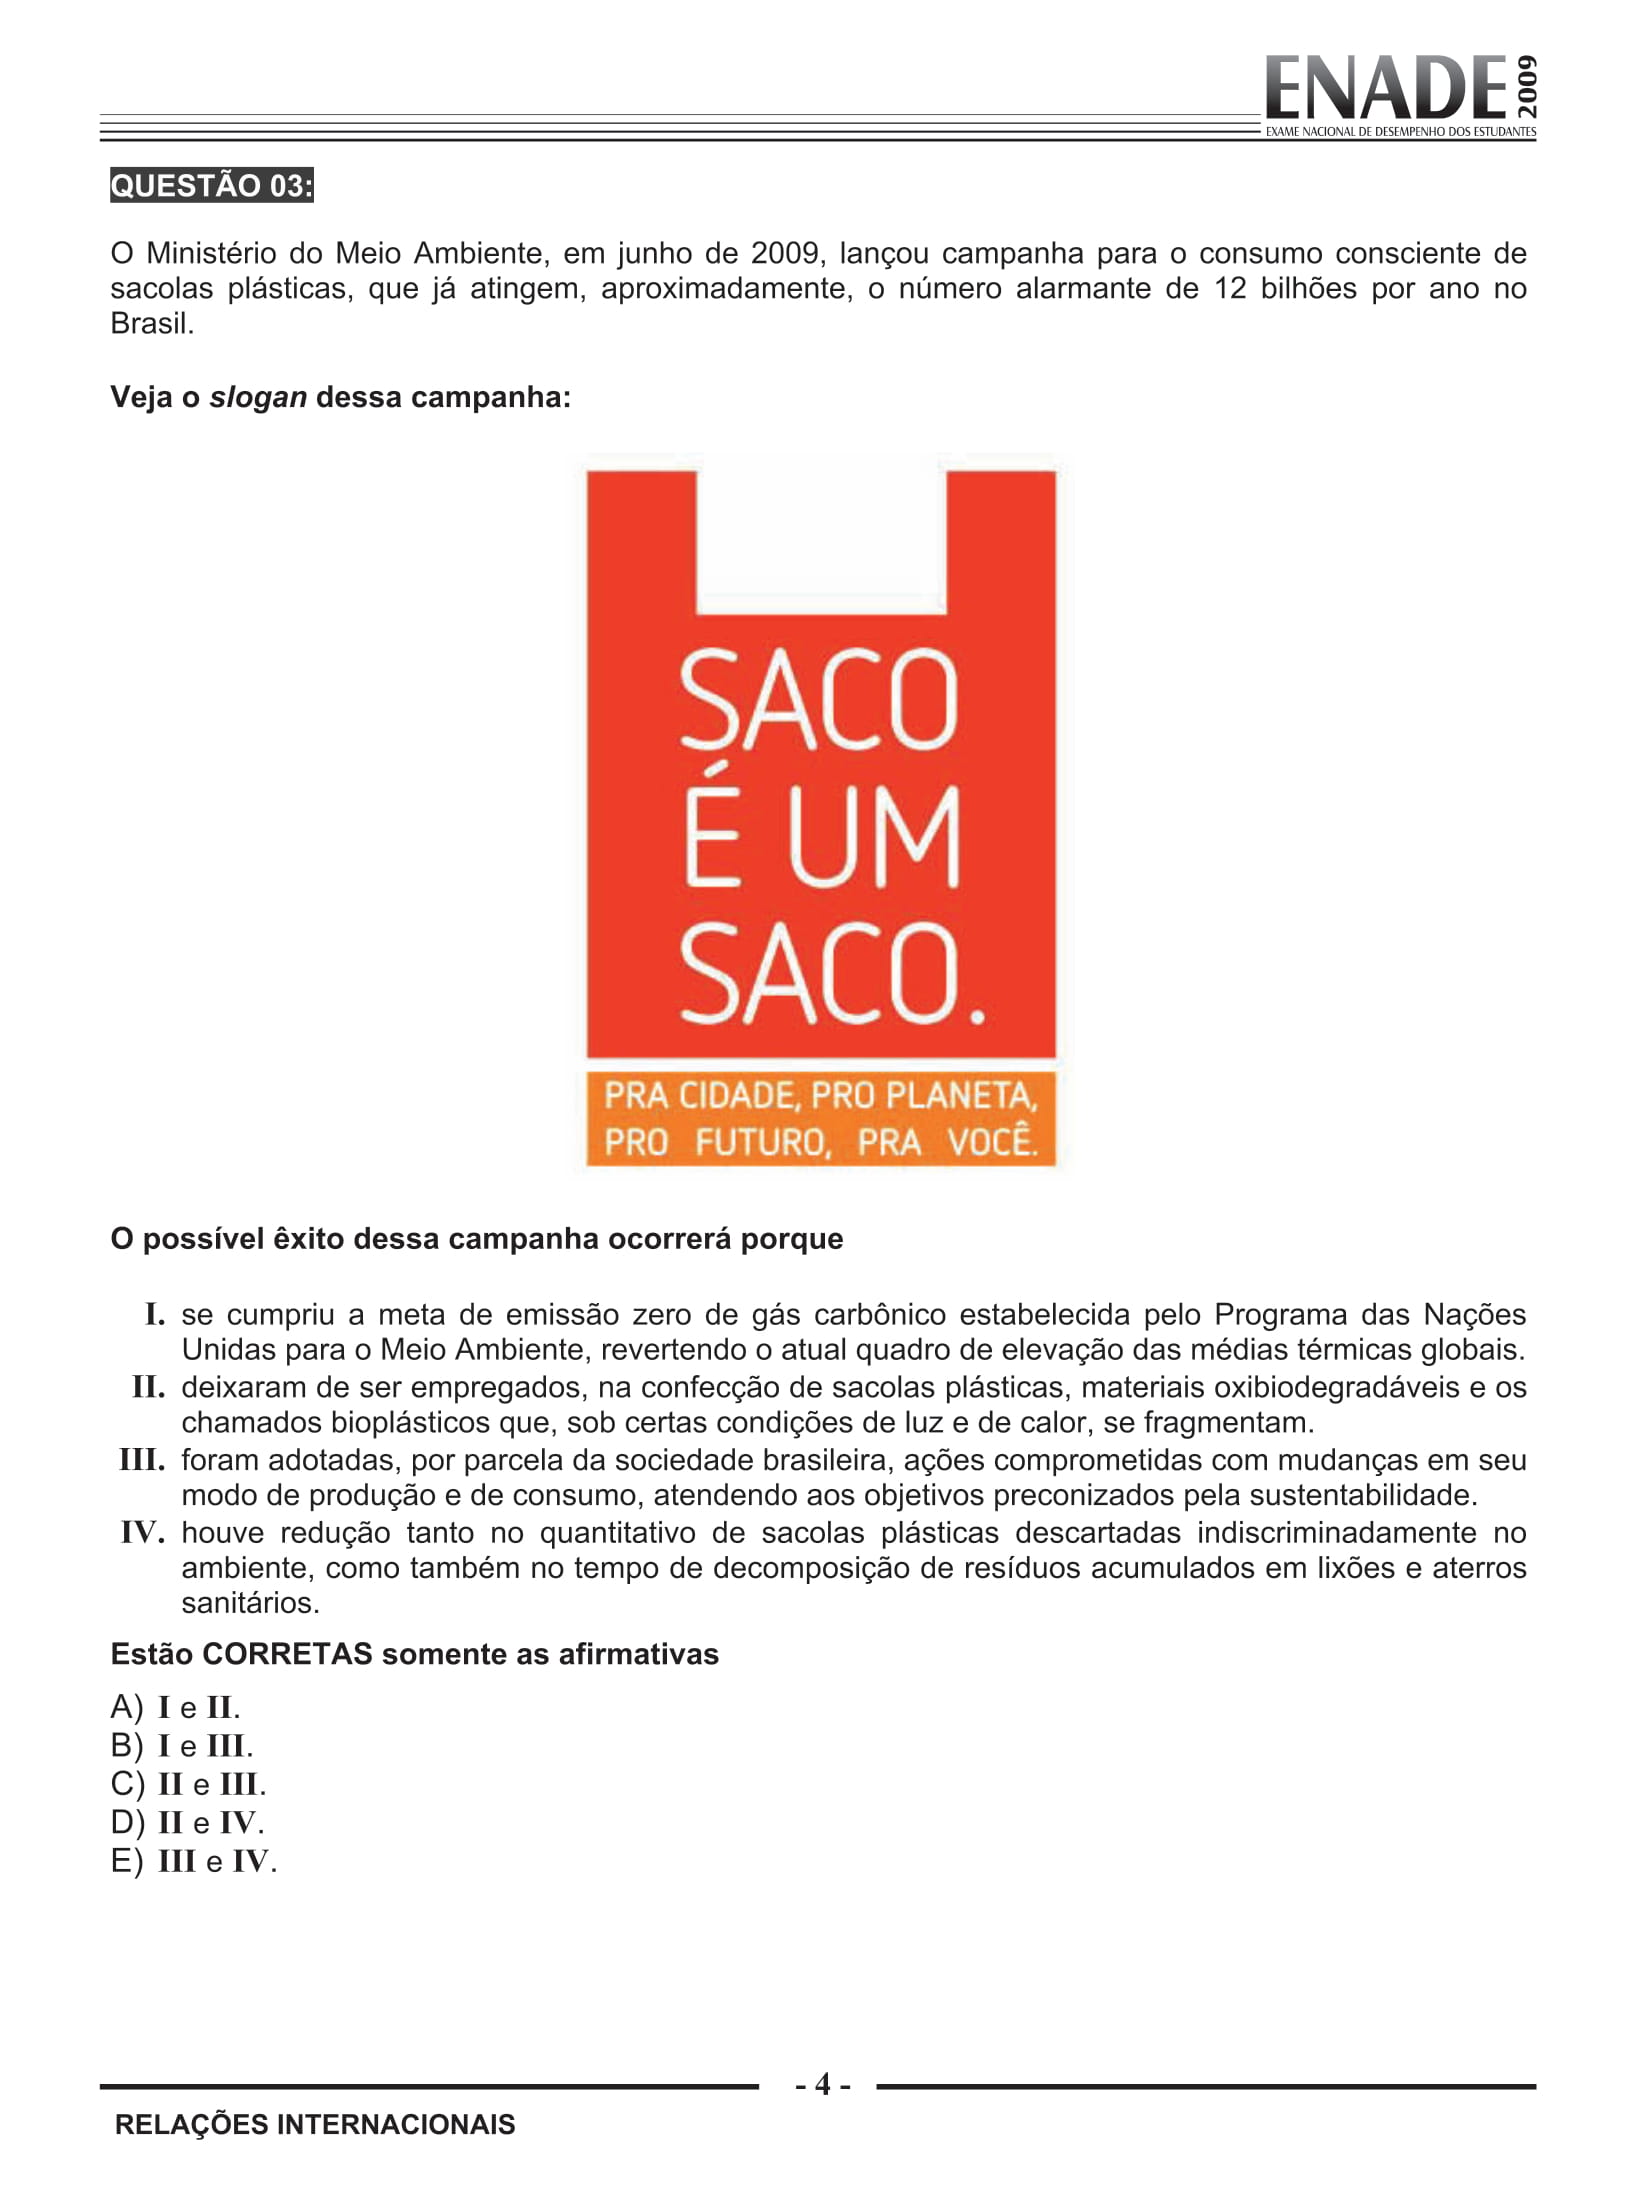 ENADE 2009
EXAME NACIONAL DE DESEMPENHO DOS ESTUDANTES
QUESTÃO 03:
O Ministério do Meio Ambiente, em junho de 2009, lançou campanha para o consumo consciente de
sacolas plásticas, que já atingem, aproximadamente, o número alarmante de 12 bilhões por ano no
Brasil.
Veja o slogan dessa campanha:
SACO
É UM
SACO.
PRA CIDADE, PRO PLANETA,
PRO FUTURO, PRA VOCÊ.
O possível êxito dessa campanha ocorrerá porque
I. se cumpriu a meta de emissão zero de gás carbônico estabelecida pelo Programa das Nações
Unidas para o Meio Ambiente, revertendo o atual quadro de elevação das médias térmicas globais.
II. deixaram de ser empregados, na confecção de sacolas plásticas, materiais oxibiodegradáveis e os
chamados bioplásticos que, sob certas condições de luz e de calor, se fragmentam.
III. foram adotadas, por parcela da sociedade brasileira, ações comprometidas com mudanças em seu
modo de produção e de consumo, atendendo aos objetivos preconizados pela sustentabilidade.
IV. houve redução tanto no quantitativo de sacolas plásticas descartadas indiscriminadamente no
ambiente, como também no tempo de decomposição de resíduos acumulados em lixões e aterros
sanitários.
Estão CORRETAS somente as afirmativas
A) I e II.
B) I e III.
C) II e III.
D) II e IV.
E) III e IV.
- 4 -
RELAÇÕES INTERNACIONAIS